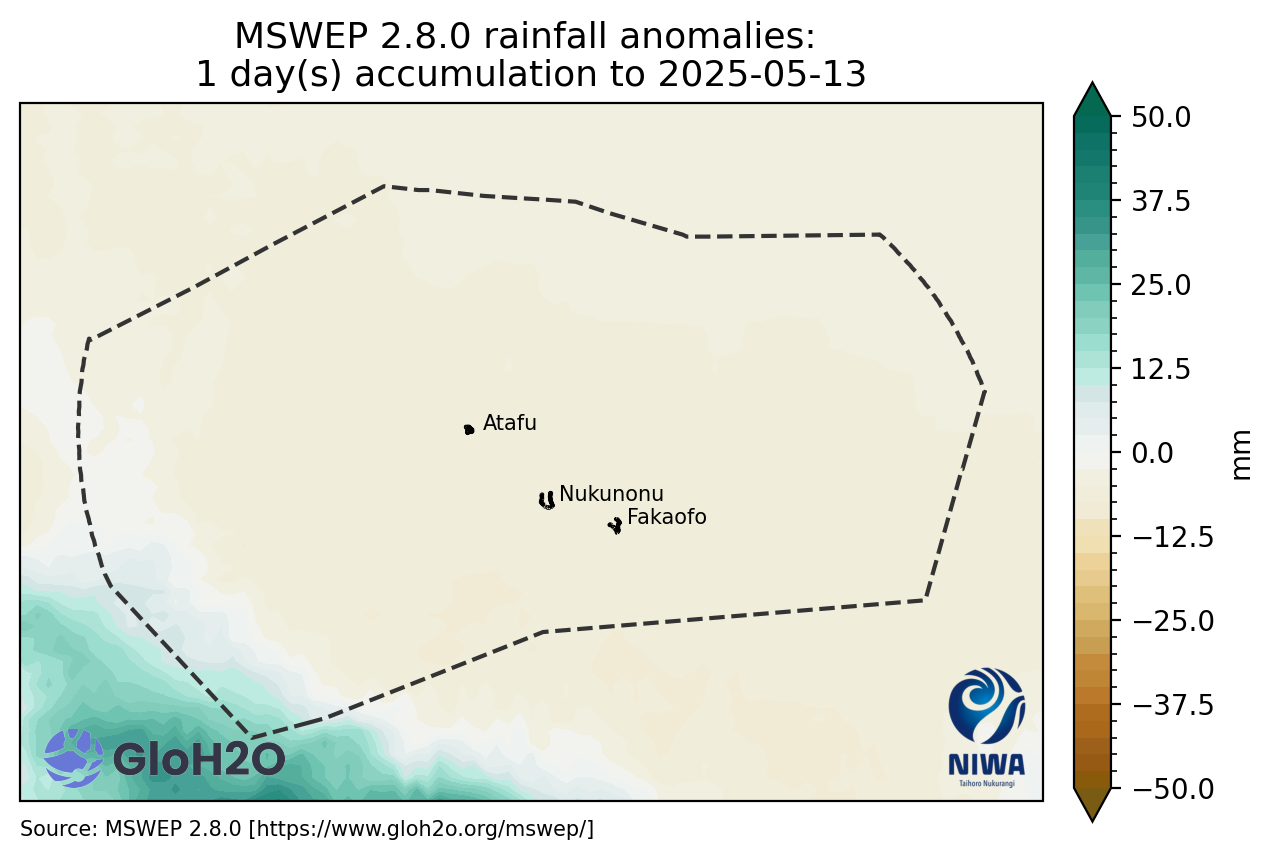 MSWEP 2.8.0 rainfall anomalies:
1 day(s) accumulation to 2025-05-13
50.0
37.5
25.0
12.5
0.0
−12.5
−25.0
−37.5
−50.0
mm
Atafu
Nukunonu
Fakaofo
GloH2O
NIWA
Taihoro Nukurangi
Source: MSWEP 2.8.0 [https://www.gloh2o.org/mswep/]